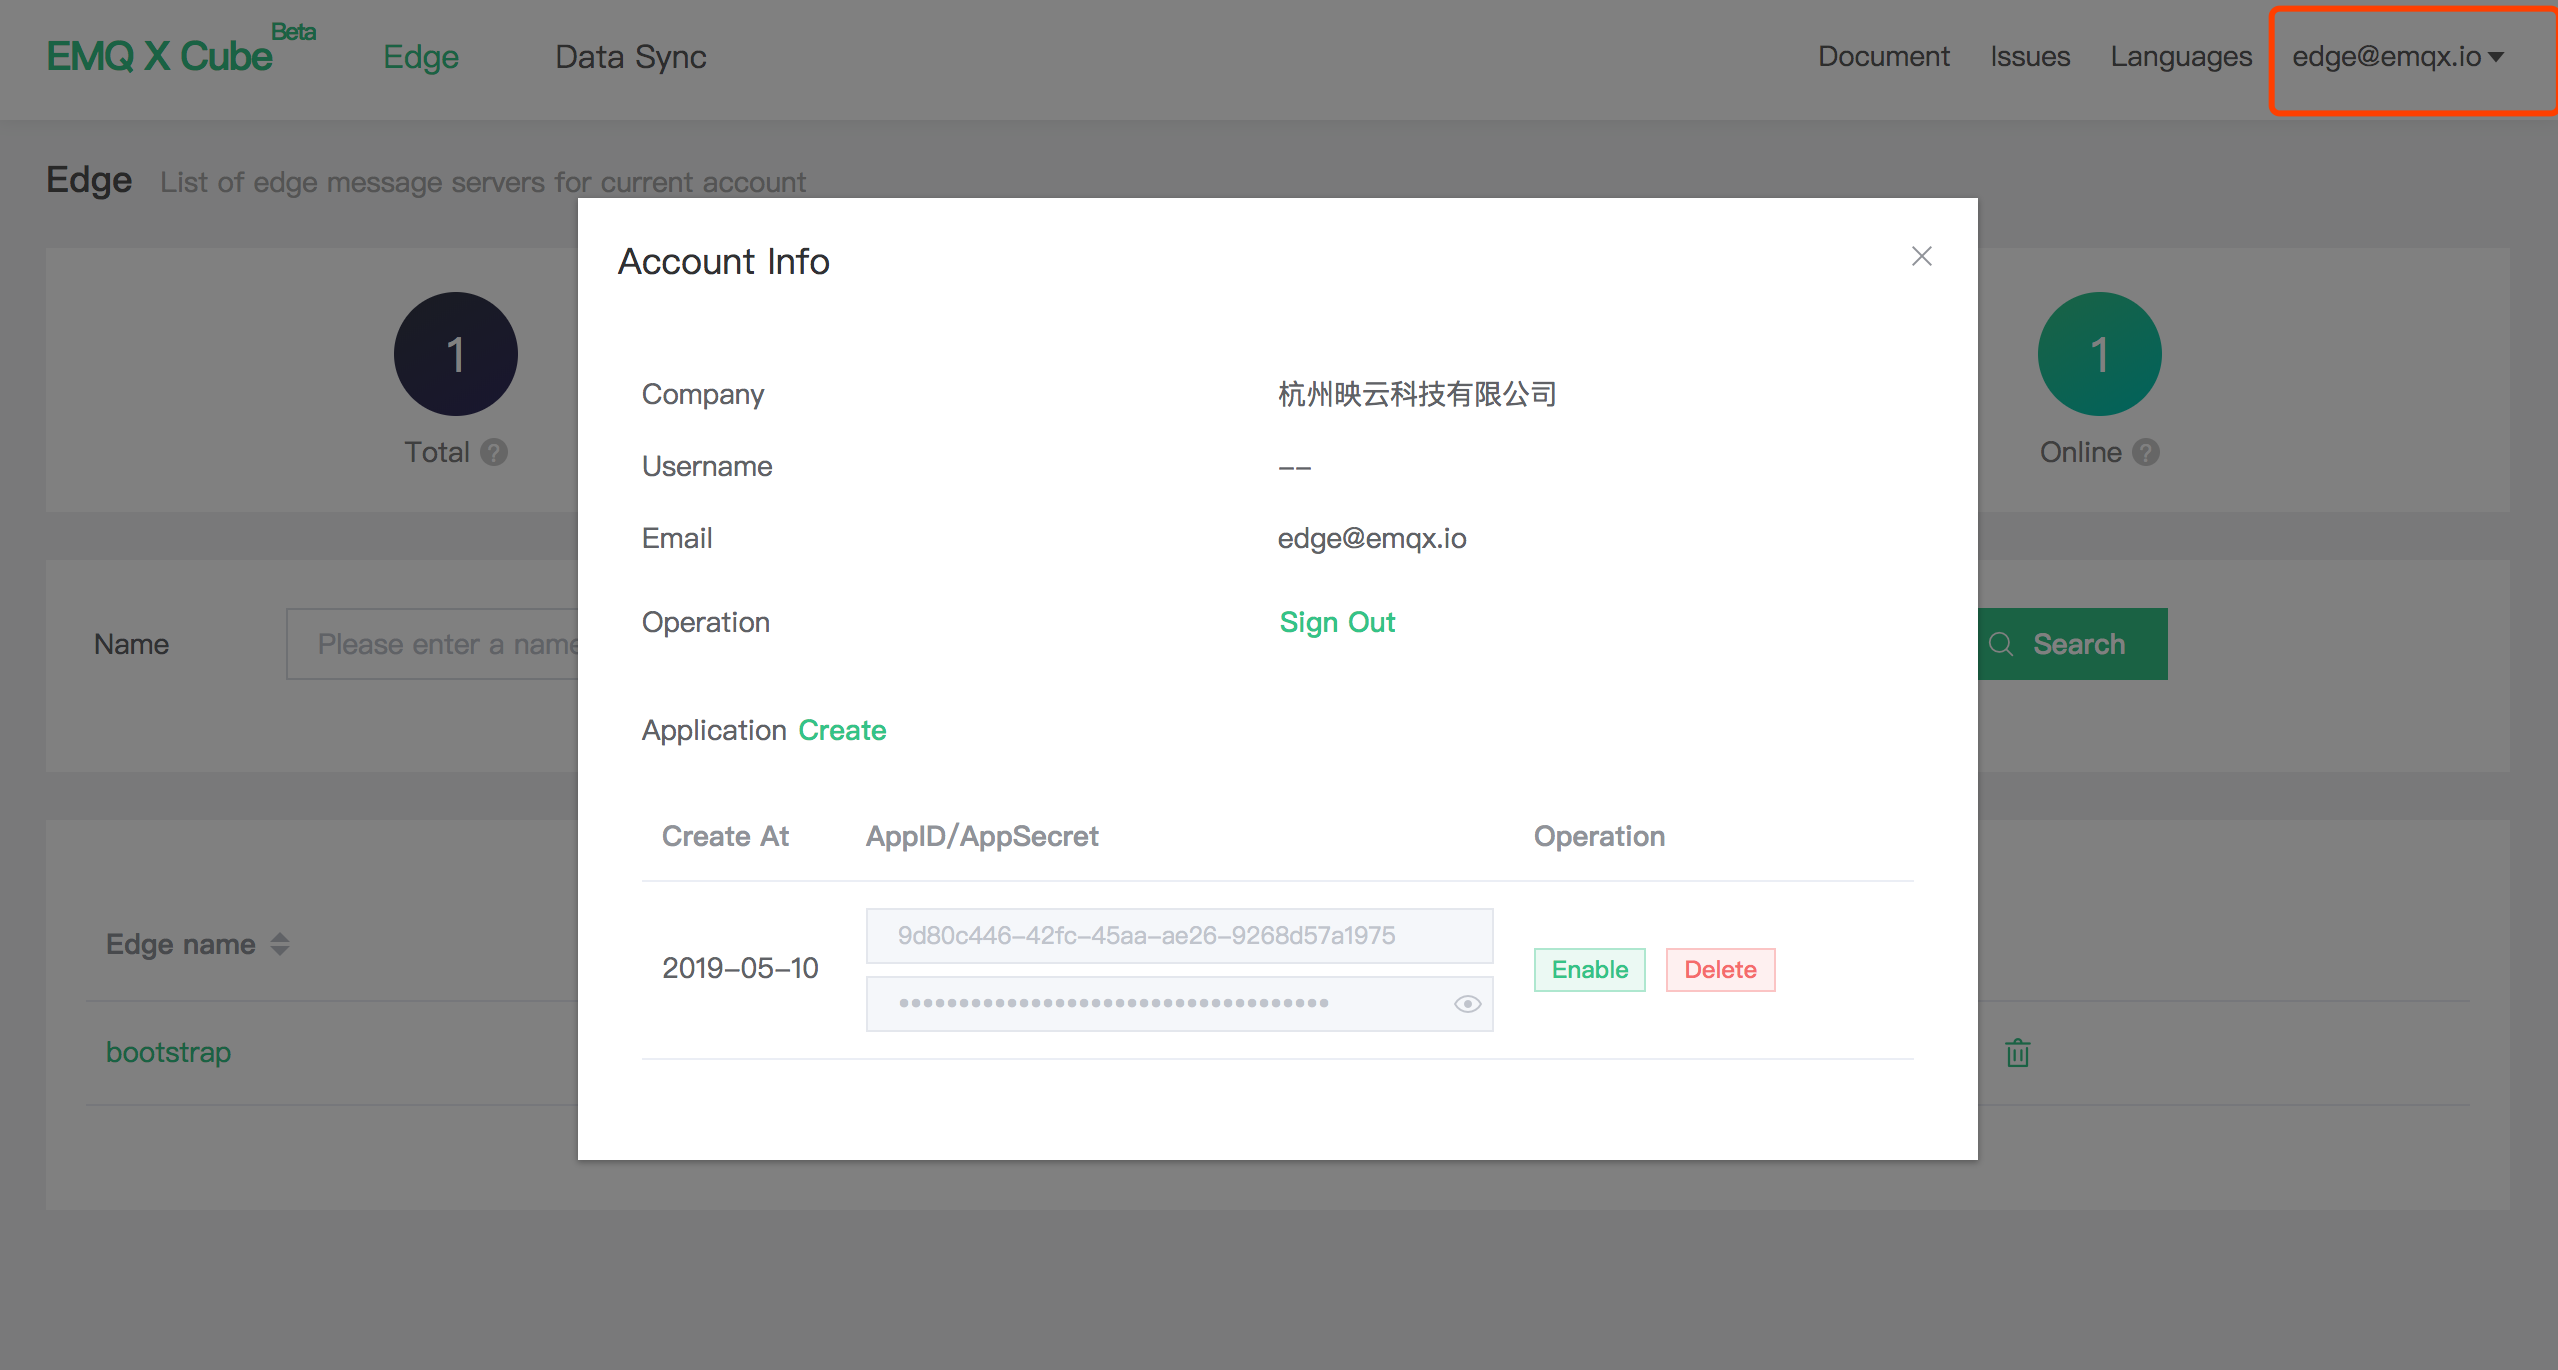 EMQ X Cube Beta Edge Data Sync Document Issues Languages edge@emqx.io
Edge List of edge message servers for current account
Account Info
1 1
Total Online
Company 杭州映云科技有限公司
Username --
Email edge@emqx.io
Operation Sign Out
Name Please enter a name Search
Application Create
Create At AppID/AppSecret Operation
9d80c446-42fc-45aa-ae26-9268d57a1975
2019-05-10 Enable Delete
••••••••••••••••••••••••••••••••••••
Edge name
bootstrap